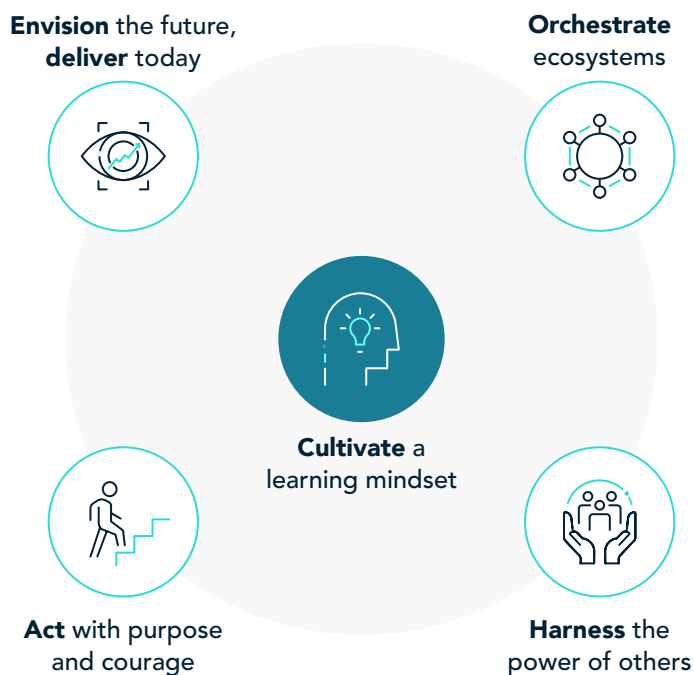 Envision the future,
deliver today
Orchestrate
ecosystems
Cultivate a
learning mindset
Act with purpose
and courage
Harness the
power of others